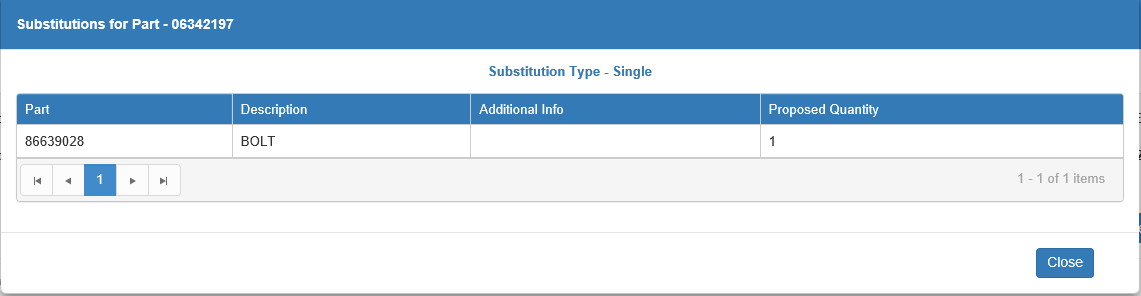 Substitutions for Part - 06342197
Substitution Type - Single
Part Description Additional Info Proposed Quantity
86639028 BOLT 1
1 1 - 1 of 1 items
Close